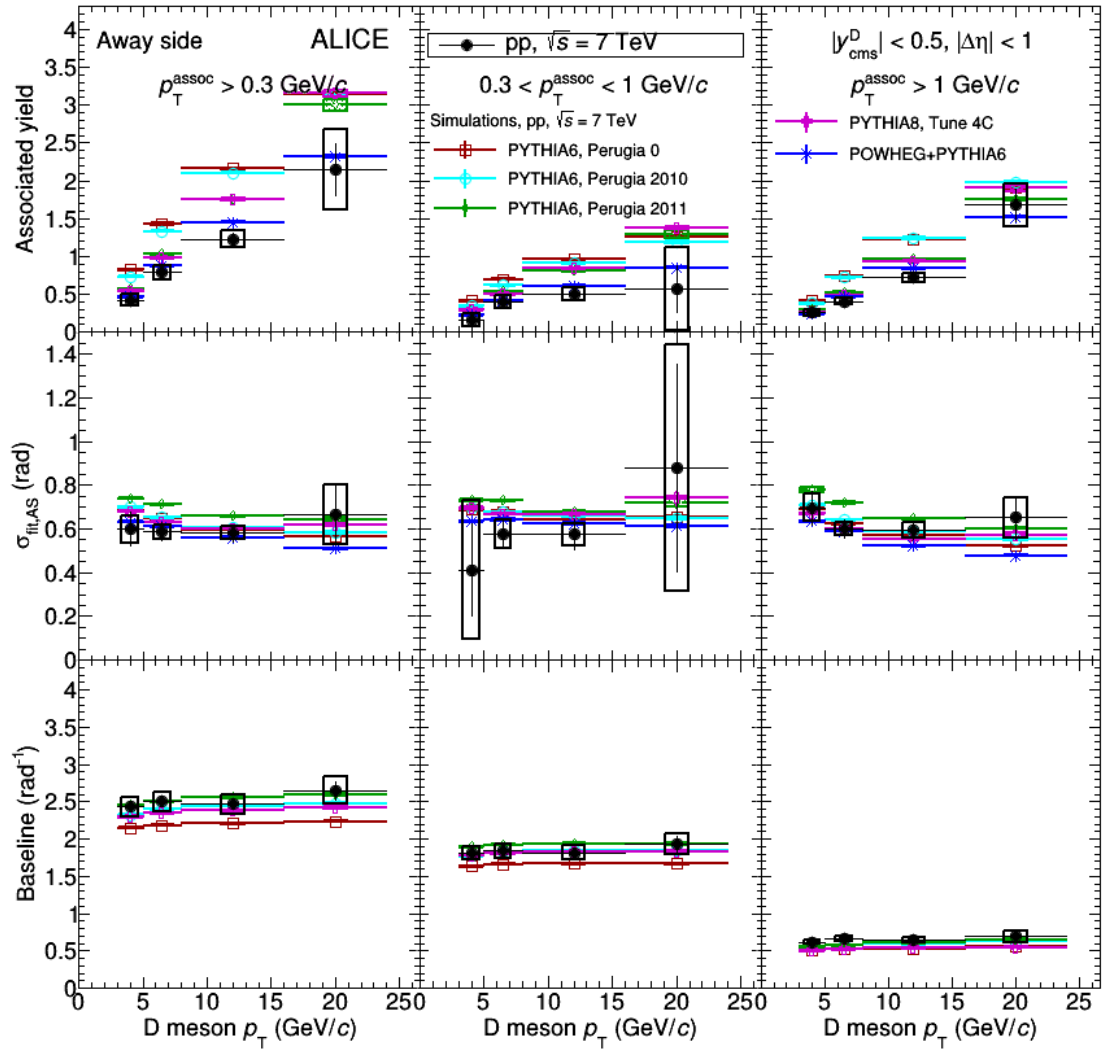 Away side ALICE
pp, √s = 7 TeV
|y^D_cms| < 0.5, |Δη| < 1
p_T^assoc > 0.3 GeV/c
0.3 < p_T^assoc < 1 GeV/c
p_T^assoc > 1 GeV/c
Simulations, pp, √s = 7 TeV
PYTHIA6, Perugia 0
PYTHIA6, Perugia 2010
PYTHIA6, Perugia 2011
PYTHIA8, Tune 4C
POWHEG+PYTHIA6
Associated yield
4
3.5
3
2.5
2
1.5
1
0.5
0
σ_fit,AS (rad)
1.4
1.2
1
0.8
0.6
0.4
0.2
0
Baseline (rad⁻¹)
4
3.5
3
2.5
2
1.5
1
0.5
0
0 5 10 15 20 25
5 10 15 20 25
5 10 15 20 25
D meson p_T (GeV/c)
D meson p_T (GeV/c)
D meson p_T (GeV/c)